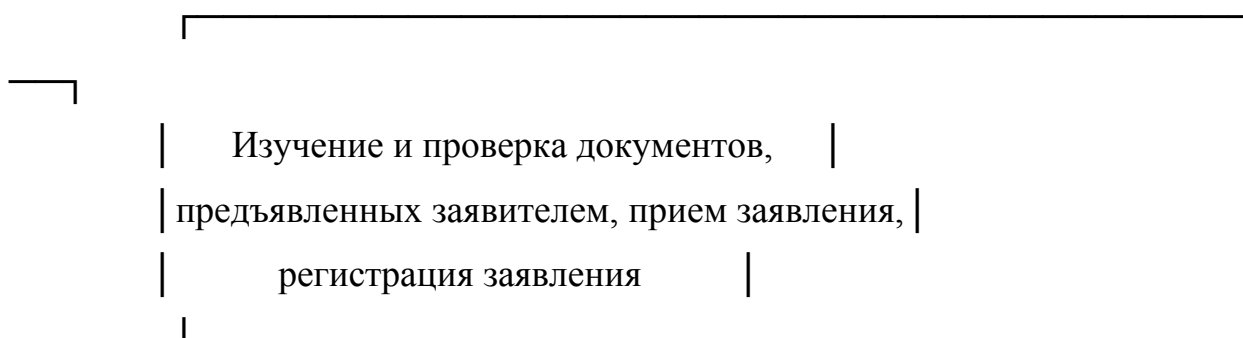 Изучение и проверка документов,
предъявленных заявителем, прием заявления,
регистрация заявления